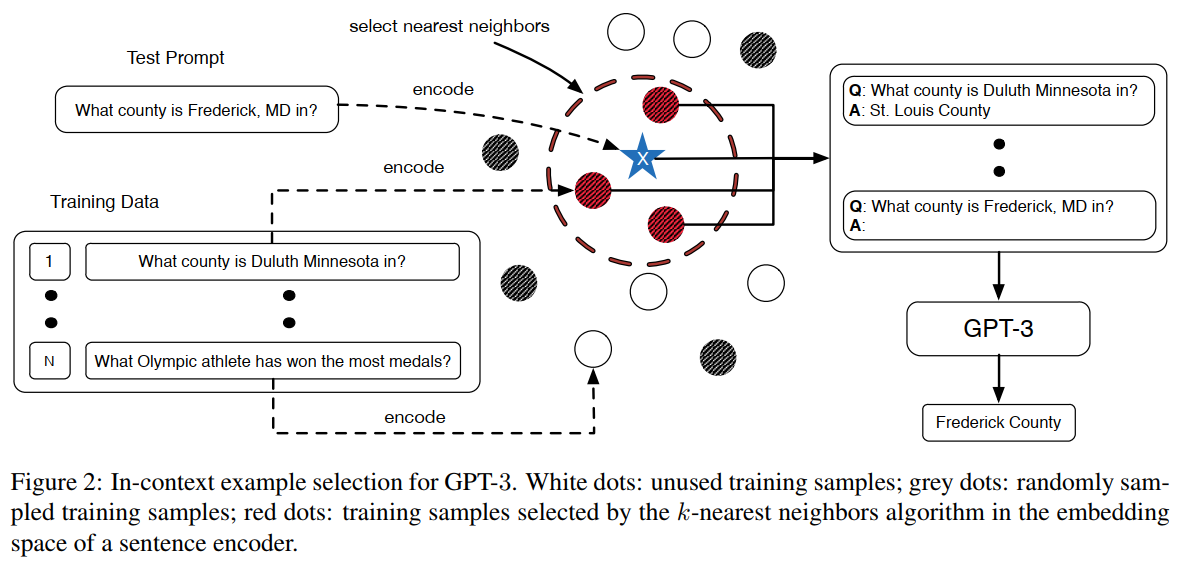 select nearest neighbors
Test Prompt
encode
What county is Frederick, MD in?
encode
Training Data
1
What county is Duluth Minnesota in?
N
What Olympic athlete has won the most medals?
encode
X
Q: What county is Duluth Minnesota in?
A: St. Louis County
Q: What county is Frederick, MD in?
A:
GPT-3
Frederick County
Figure 2: In-context example selection for GPT-3. White dots: unused training samples; grey dots: randomly sam-
pled training samples; red dots: training samples selected by the k-nearest neighbors algorithm in the embedding
space of a sentence encoder.